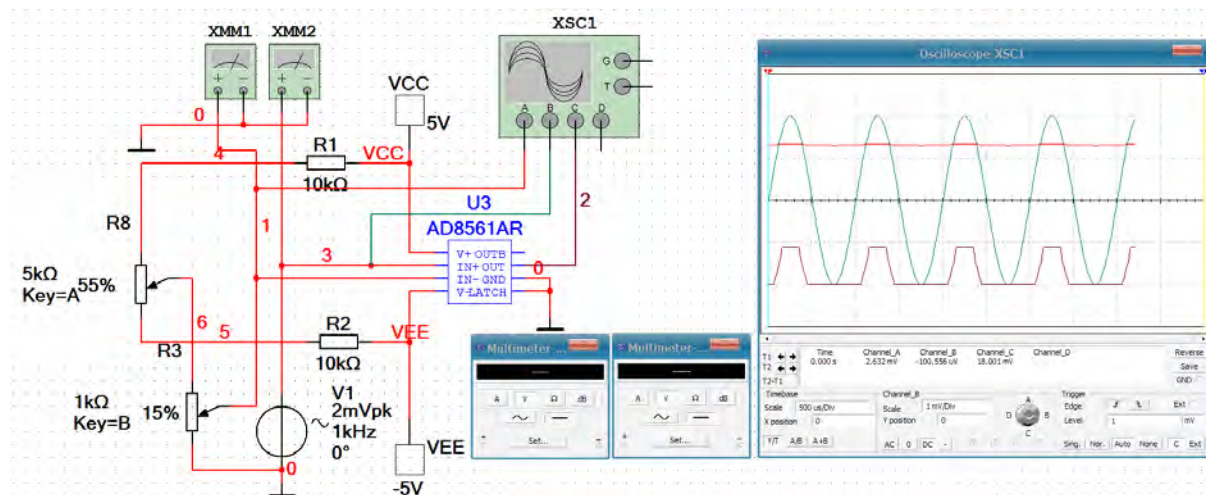 XMM1
XMM2
XSC1
G
T
A B C D
VCC
5V
0
4
R1
VCC
10kΩ
2
U3
AD8561AR
V+ OUTB
IN+ OUT
IN- GND
V- LATCH
0
1
3
R8
5kΩ
Key=A
55%
6
5
R2
VEE
10kΩ
R3
1kΩ
Key=B
15%
V1
2mVpk
1kHz
0°
0
VEE
-5V
Multimeter-...
A V Ω dB
Set...
Multimeter-...
A V Ω dB
Set...
Oscilloscope XSC1
Time Channel_A Channel_B Channel_C Channel_D
T1 0.000 s 2.632 mV -100.556 uV 18.001 mV
T2
T2-T1
Reverse
Save
GND
Timebase
Scale 500 us/Div
X position 0
Y/T A/B A+B
Channel_B
Scale 1 mV/Div
Y position 0
AC 0 DC -
A
D B
C
Trigger
Edge Ext
Level 1 mV
Sing. Nor. Auto None C Ext